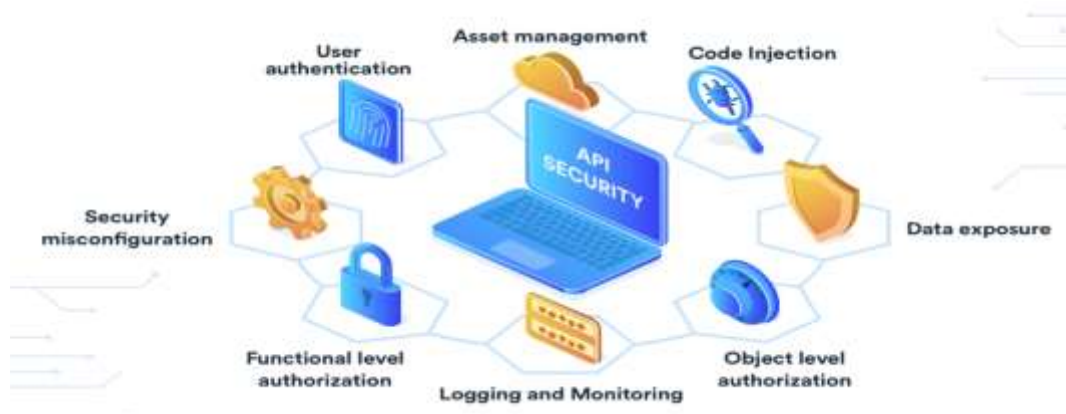 Asset management
User
authentication
Code Injection
API
SECURITY
Security
misconfiguration
Data exposure
Functional level
authorization
Object level
authorization
Logging and Monitoring